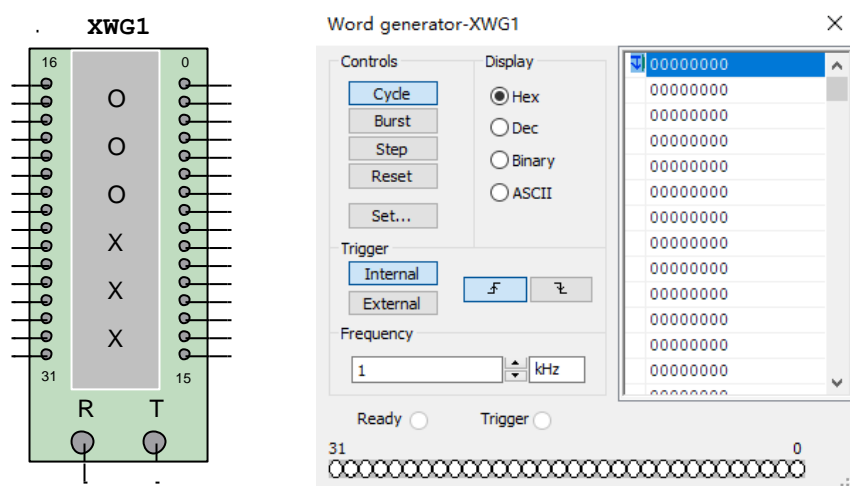 XWG1
16 0
O
O
O
X
X
X
31 15
R T
Word generator-XWG1
Controls
Cycle
Burst
Step
Reset
Set...
Display
Hex
Dec
Binary
ASCII
Trigger
Internal
External
Frequency
1 kHz
Ready Trigger
31 0
00000000
00000000
00000000
00000000
00000000
00000000
00000000
00000000
00000000
00000000
00000000
00000000
00000000
00000000